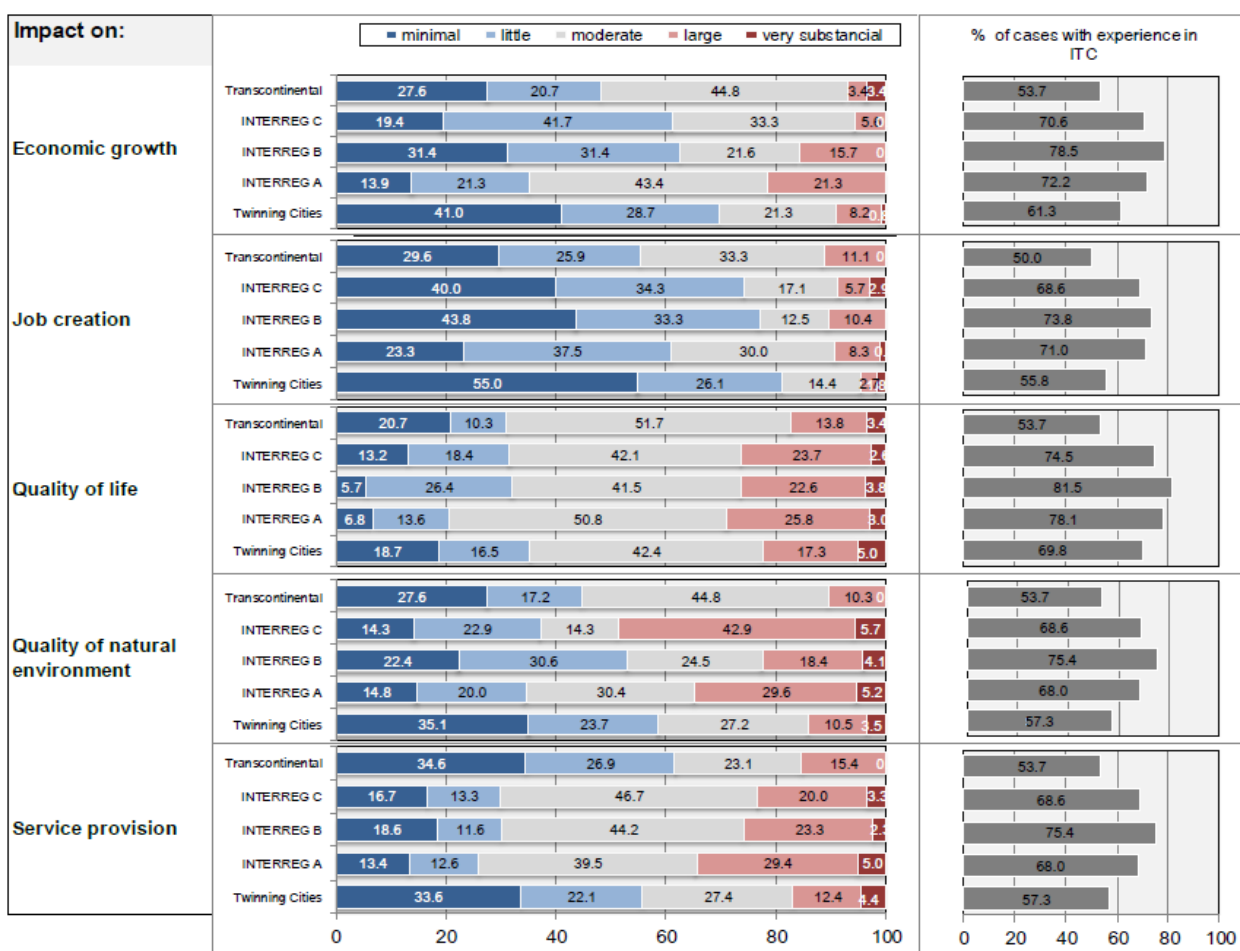 Impact on:
minimal little moderate large very substancial
% of cases with experience in
ITC
Economic growth
Transcontinental 27.6 20.7 44.8 3.4 3.4 53.7
INTERREG C 19.4 41.7 33.3 0 70.6
INTERREG B 31.4 31.4 21.6 15.7 0 78.5
INTERREG A 13.9 21.3 43.4 21.3 72.2
Twinning Cities 41.0 28.7 21.3 8.2 0.8 61.3
Job creation
Transcontinental 29.6 25.9 33.3 11.1 0 50.0
INTERREG C 40.0 34.3 17.1 5.7 2.9 68.6
INTERREG B 43.8 33.3 12.5 10.4 73.8
INTERREG A 23.3 37.5 30.0 8.3 71.0
Twinning Cities 55.0 26.1 14.4 2.7 55.8
Quality of life
Transcontinental 20.7 10.3 51.7 13.8 3.4 53.7
INTERREG C 13.2 18.4 42.1 23.7 2.6 74.5
INTERREG B 5.7 26.4 41.5 22.6 3.8 81.5
INTERREG A 6.8 13.6 50.8 25.8 3.0 78.1
Twinning Cities 18.7 16.5 42.4 17.3 5.0 69.8
Quality of natural
environment
Transcontinental 27.6 17.2 44.8 10.3 0 53.7
INTERREG C 14.3 22.9 14.3 42.9 5.7 68.6
INTERREG B 22.4 30.6 24.5 18.4 4.1 75.4
INTERREG A 14.8 20.0 30.4 29.6 5.2 68.0
Twinning Cities 35.1 23.7 27.2 10.5 3.5 57.3
Service provision
Transcontinental 34.6 26.9 23.1 15.4 0 53.7
INTERREG C 16.7 13.3 46.7 20.0 3.3 68.6
INTERREG B 18.6 11.6 44.2 23.3 2.3 75.4
INTERREG A 13.4 12.6 39.5 29.4 5.0 68.0
Twinning Cities 33.6 22.1 27.4 12.4 4.4 57.3
0 20 40 60 80 100 0 20 40 60 80 100